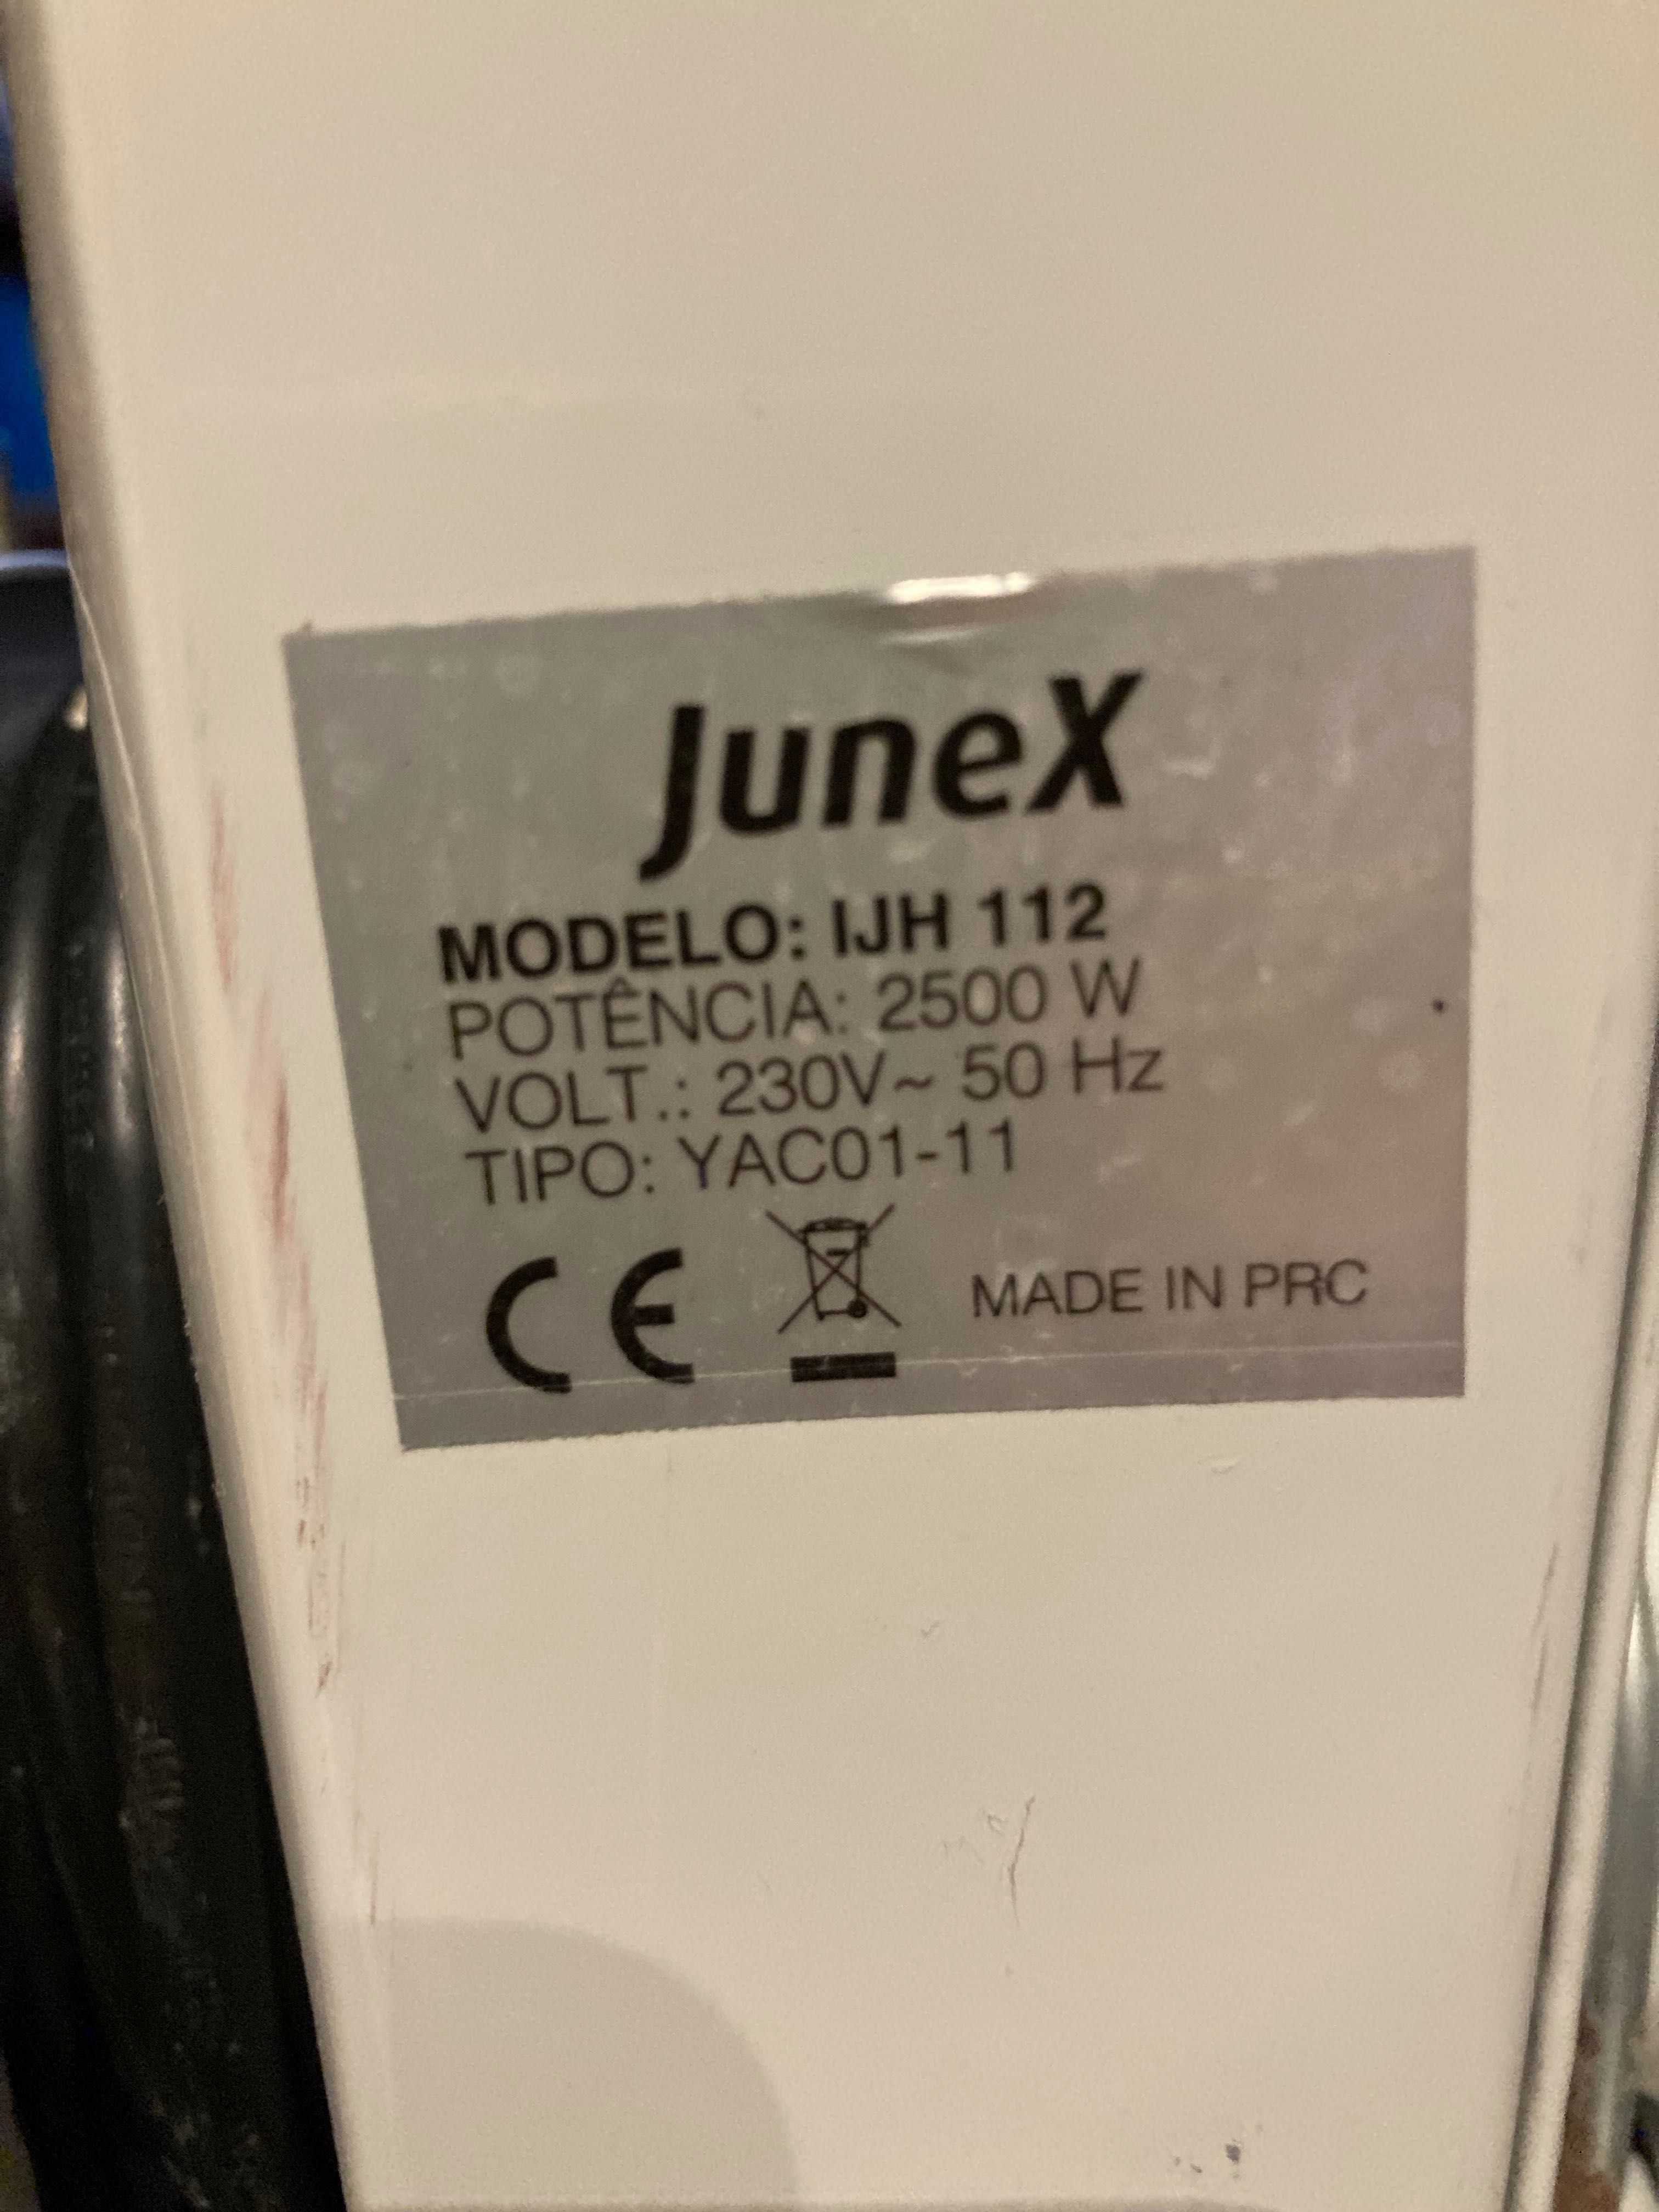 JuneX
MODELO: IJH 112
POTÊNCIA: 2500 W
VOLT.: 230V~ 50 Hz
TIPO: YAC01-11
CE MADE IN PRC